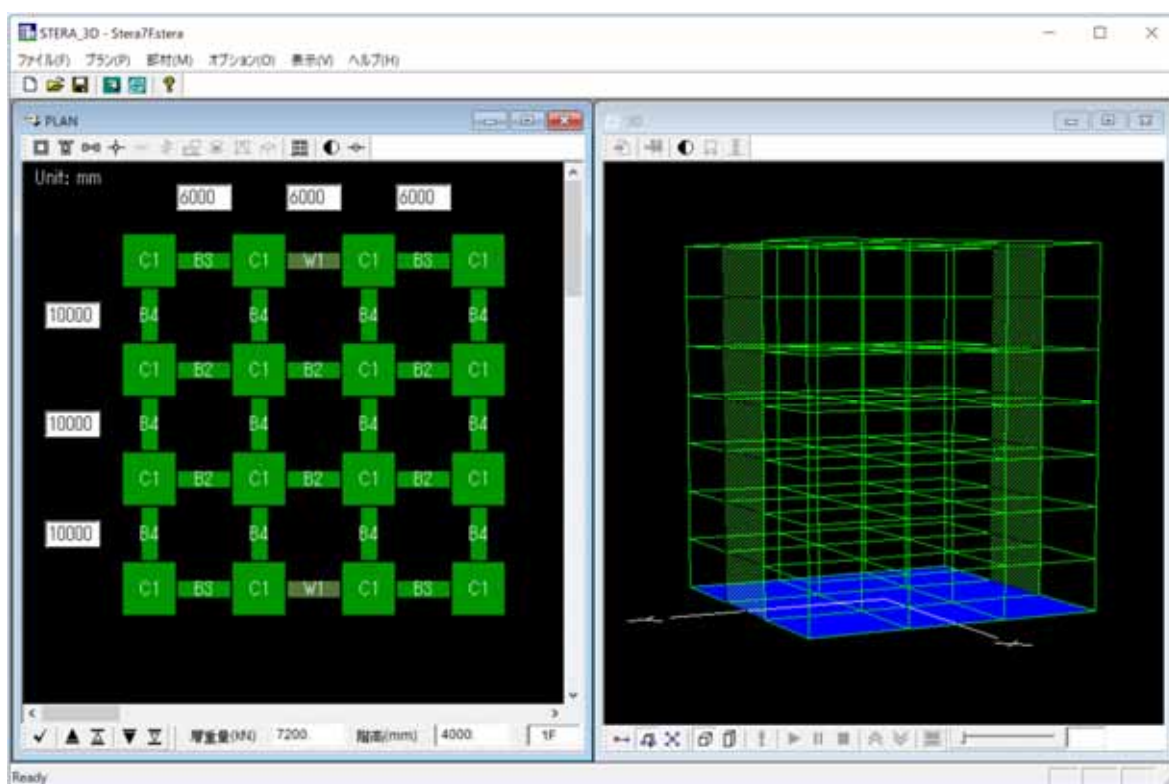 STERA_3D - Stera7F.stera
ファイル(F) プラン(P) 部材(M) オプション(O) 表示(V) ヘルプ(H)
PLAN
3D
Unit: mm
6000 6000 6000
C1 B3 C1 W1 C1 B3 C1
10000 B4 B4 B4 B4
C1 B2 C1 B2 C1 B2 C1
10000 B4 B4 B4 B4
C1 B2 C1 B2 C1 B2 C1
10000 B4 B4 B4 B4
C1 B3 C1 W1 C1 B3 C1
層重量(kN) 7200. 階高(mm) 4000. 1F
Ready